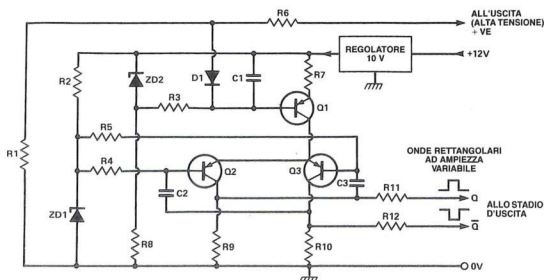 R6
ALL'USCITA
(ALTA TENSIONE)
+ VE
REGOLATORE
10 V
+12V
R2
ZD2
D1
C1
R7
R3
Q1
R1
R5
R4
Q2
Q3
C2
C3
ONDE RETTANGOLARI
AD AMPIEZZA
VARIABILE
R11
Q
ALLO STADIO
D'USCITA
R12
Q̅
ZD1
R8
R9
R10
0V